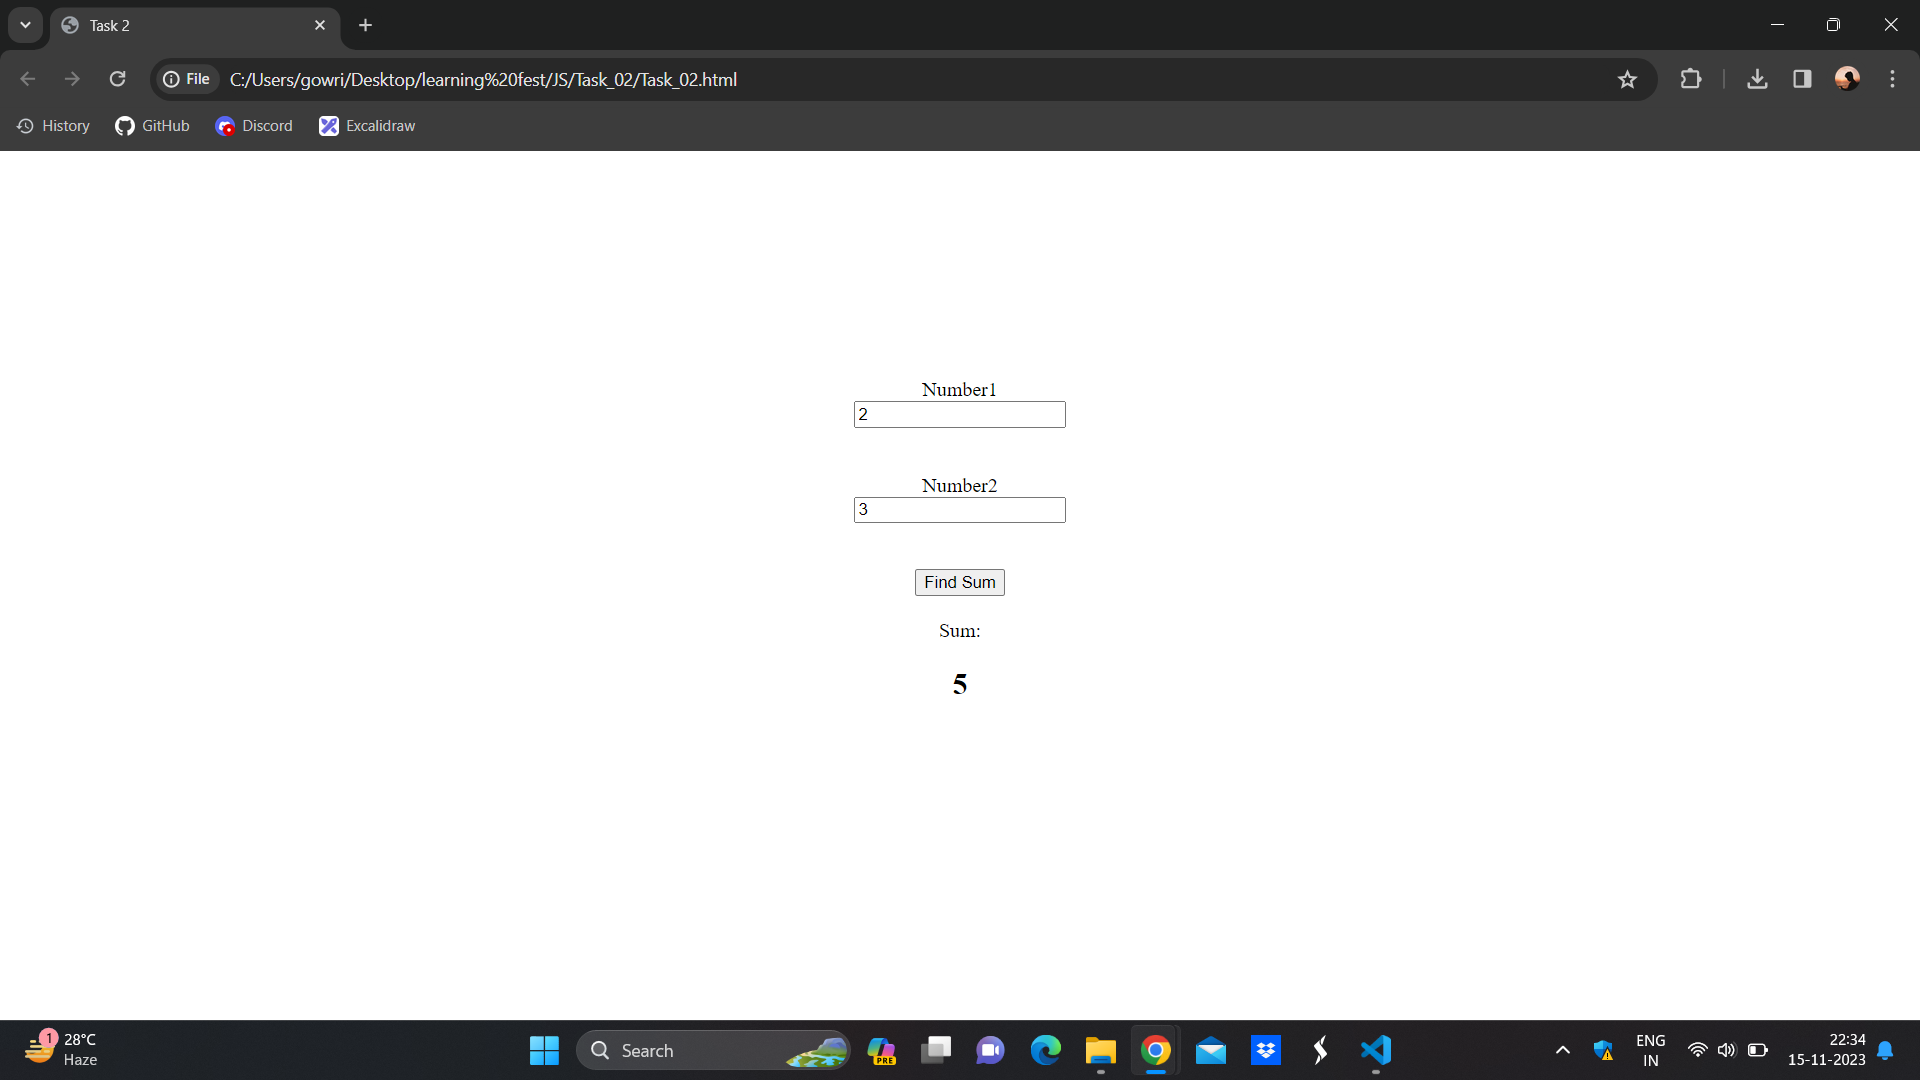 Task 2
File
C:/Users/gowri/Desktop/learning%20fest/JS/Task_02/Task_02.html
History
GitHub
Discord
Excalidraw
Number1
2
Number2
3
Find Sum
Sum:
5
1
28°C
Haze
Search
PRE
ENG
IN
22:34
15-11-2023